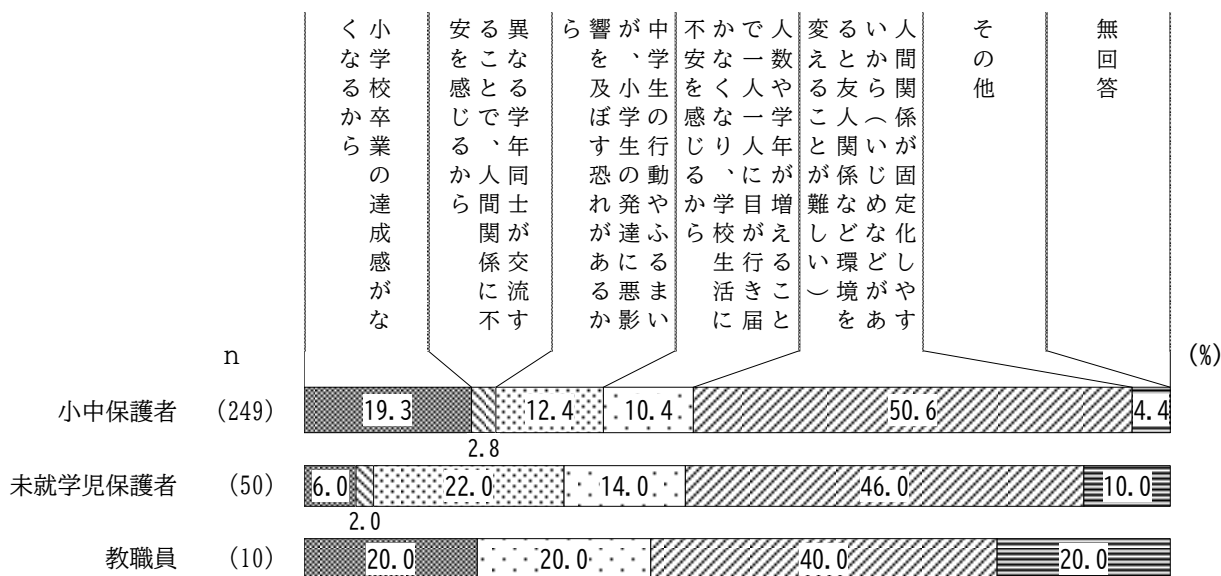 小学校卒業の達成感がな
くなるから
異なる学年同士が交流す
ることで、人間関係に不
安を感じるから
中学生の行動やふるまい
が、小学生の発達に悪影
響を及ぼす恐れがあるか
ら
人数や学年が増えること
で一人一人に目が行き届
かなくなり、学校生活に
不安を感じるから
人間関係が固定化しやす
いから（いじめなどがあ
ると友人関係など環境を
変えることが難しい）
その他
無回答
n
(%)
小中保護者 (249) 19.3 12.4 10.4 50.6 4.4
2.8
未就学児保護者 (50) 6.0 22.0 14.0 46.0 10.0
2.0
教職員 (10) 20.0 20.0 40.0 20.0